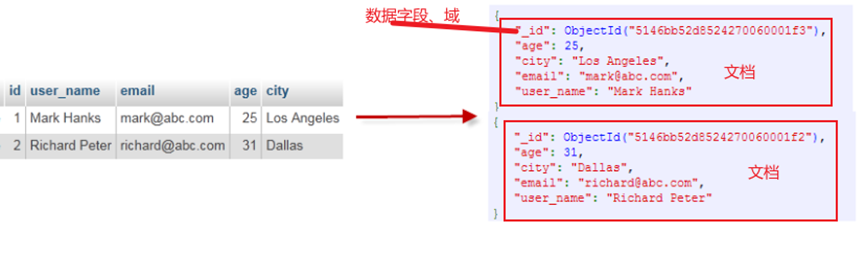 id user_name email age city
1 Mark Hanks mark@abc.com 25 Los Angeles
2 Richard Peter richard@abc.com 31 Dallas
数据字段、域
{
"_id": ObjectId("5146bb52d8524270060001f3"),
"age": 25,
"city": "Los Angeles",
"email": "mark@abc.com",
"user_name": "Mark Hanks"
}
文档
{
"_id": ObjectId("5146bb52d8524270060001f2"),
"age": 31,
"city": "Dallas",
"email": "richard@abc.com",
"user_name": "Richard Peter"
}
文档